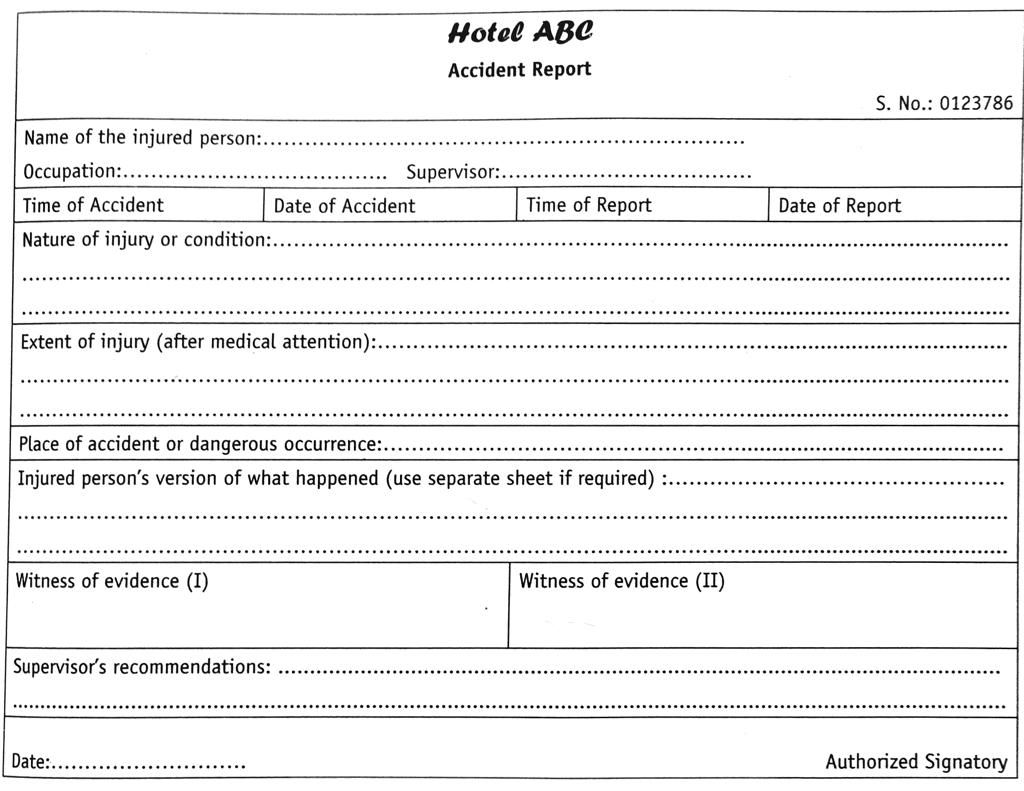 Hotel ABC
Accident Report
S. No.: 0123786
Name of the injured person:................................................................................
Occupation:..................................... Supervisor:..........................................
Time of Accident Date of Accident Time of Report Date of Report
Nature of injury or condition:..............................................................................................................
..................................................................................................................................................
..................................................................................................................................................
Extent of injury (after medical attention):..............................................................................................
..................................................................................................................................................
..................................................................................................................................................
Place of accident or dangerous occurrence:............................................................................................
Injured person's version of what happened (use separate sheet if required) :..................................................
..................................................................................................................................................
..................................................................................................................................................
Witness of evidence (I) Witness of evidence (II)
Supervisor's recommendations: ..............................................................................................................
..................................................................................................................................................
Date:............................. Authorized Signatory